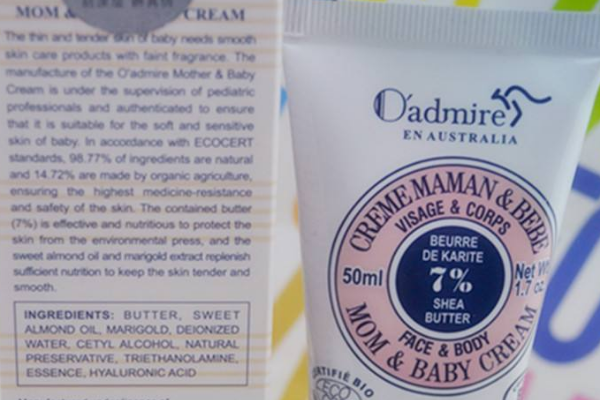 MOM & CREAM
The thin and tender skin of baby needs smooth
skin care products with faint fragrance. The
manufacture of the O'admire Mother & Baby
Cream is under the supervision of pediatric
professionals and authenticated to ensure
that it is suitable for the soft and sensitive
skin of baby. In accordance with ECOCERT
standards, 98.77% of ingredients are natural
and 14.72% are made by organic agriculture,
ensuring the highest medicine-resistance
and safety of the skin. The contained butter
(7%) is effective and nutritious to protect the
skin from the environmental press, and the
sweet almond oil and marigold extract replenish
sufficient nutrition to keep the skin tender and
smooth.
INGREDIENTS: BUTTER, SWEET
ALMOND OIL, MARIGOLD, DEIONIZED
WATER, CETYL ALCOHOL, NATURAL
PRESERVATIVE, TRIETHANOLAMINE,
ESSENCE, HYALURONIC ACID
O'admire
EN AUSTRALIA
CREME MAMAN & BEBE
VISAGE & CORPS
BEURRE
DE KARITE
7%
SHEA
BUTTER
50ml
Net Wt
1.7 oz
FACE & BODY
MOM & BABY CREAM
CERTIFIÉ BIO
ECO